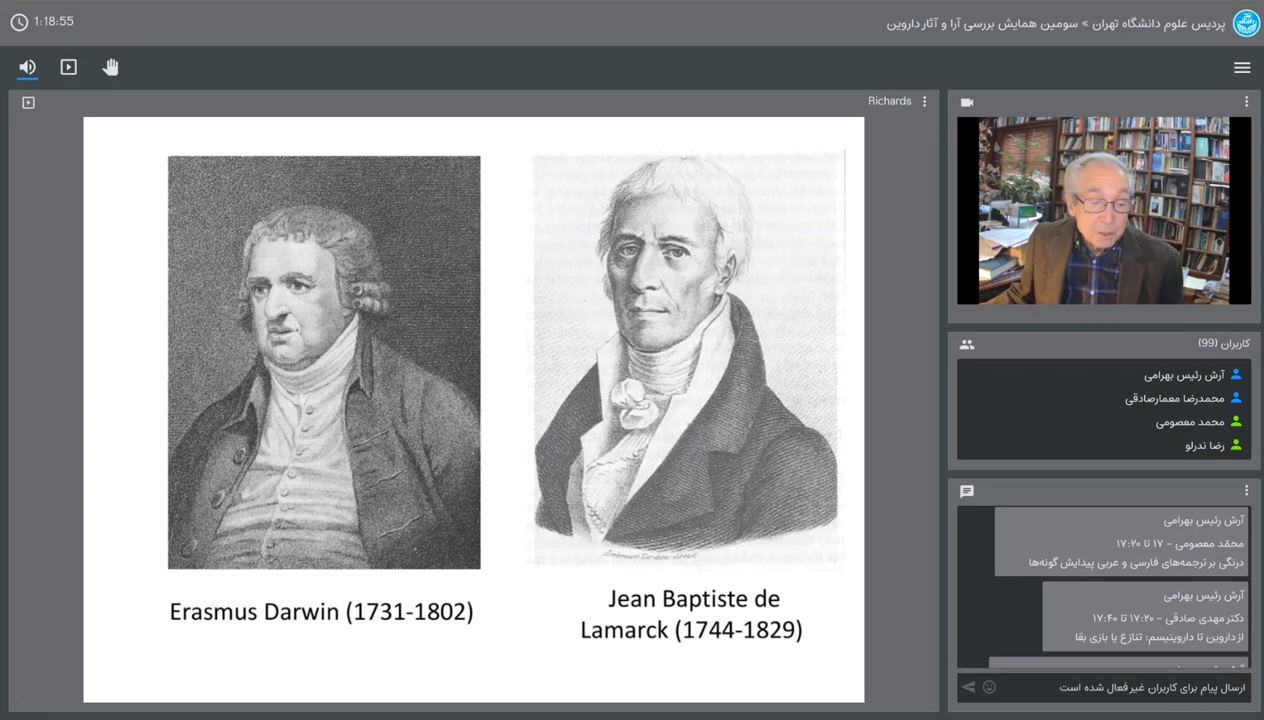 1:18:55
پردیس علوم دانشگاه تهران » سومین همایش بررسی آرا و آثار داروین
Richards
Erasmus Darwin (1731-1802)
Jean Baptiste de
Lamarck (1744-1829)
کاربران (99)
آرش رئیس بهرامی
محمدرضا معمارصادقی
محمد معصومی
رضا ندرلو
آرش رئیس بهرامی
محمّد معصومی – ۱۷ تا ۱۷:۲۰
درنگی بر ترجمه‌های فارسی و عربی پیدایش گونه‌ها
آرش رئیس بهرامی
دکتر مهدی صادقی – ۱۷:۲۰ تا ۱۷:۴۰
از داروین تا داروینیسم: تنازع یا بازی بقا
ارسال پیام برای کاربران غیر فعال شده است